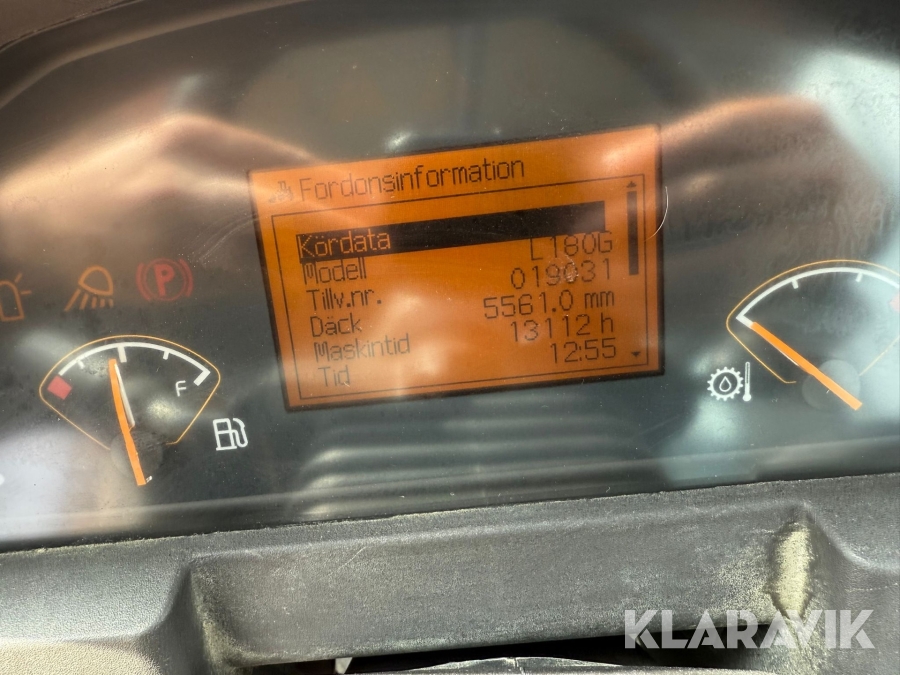 Fordonsinformation
Kördata
Modell L180G
Tillv.nr. 019031
Däck 5561.0 mm
Maskintid 13112 h
Tid 12:55
P
F
KLARAVIK